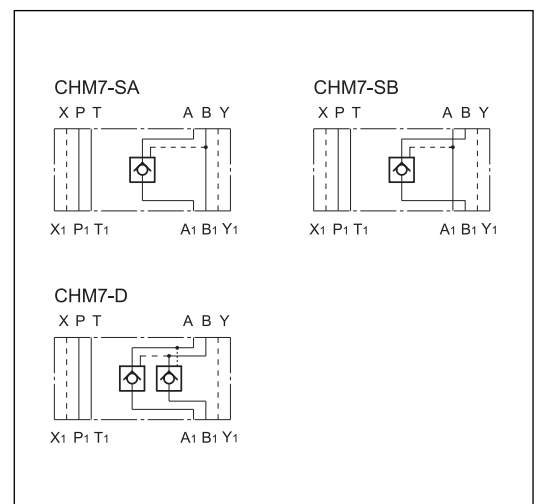 CHM7-SA
X P T A B Y
X1 P1 T1 A1 B1 Y1
CHM7-SB
X P T A B Y
X1 P1 T1 A1 B1 Y1
CHM7-D
X P T A B Y
X1 P1 T1 A1 B1 Y1